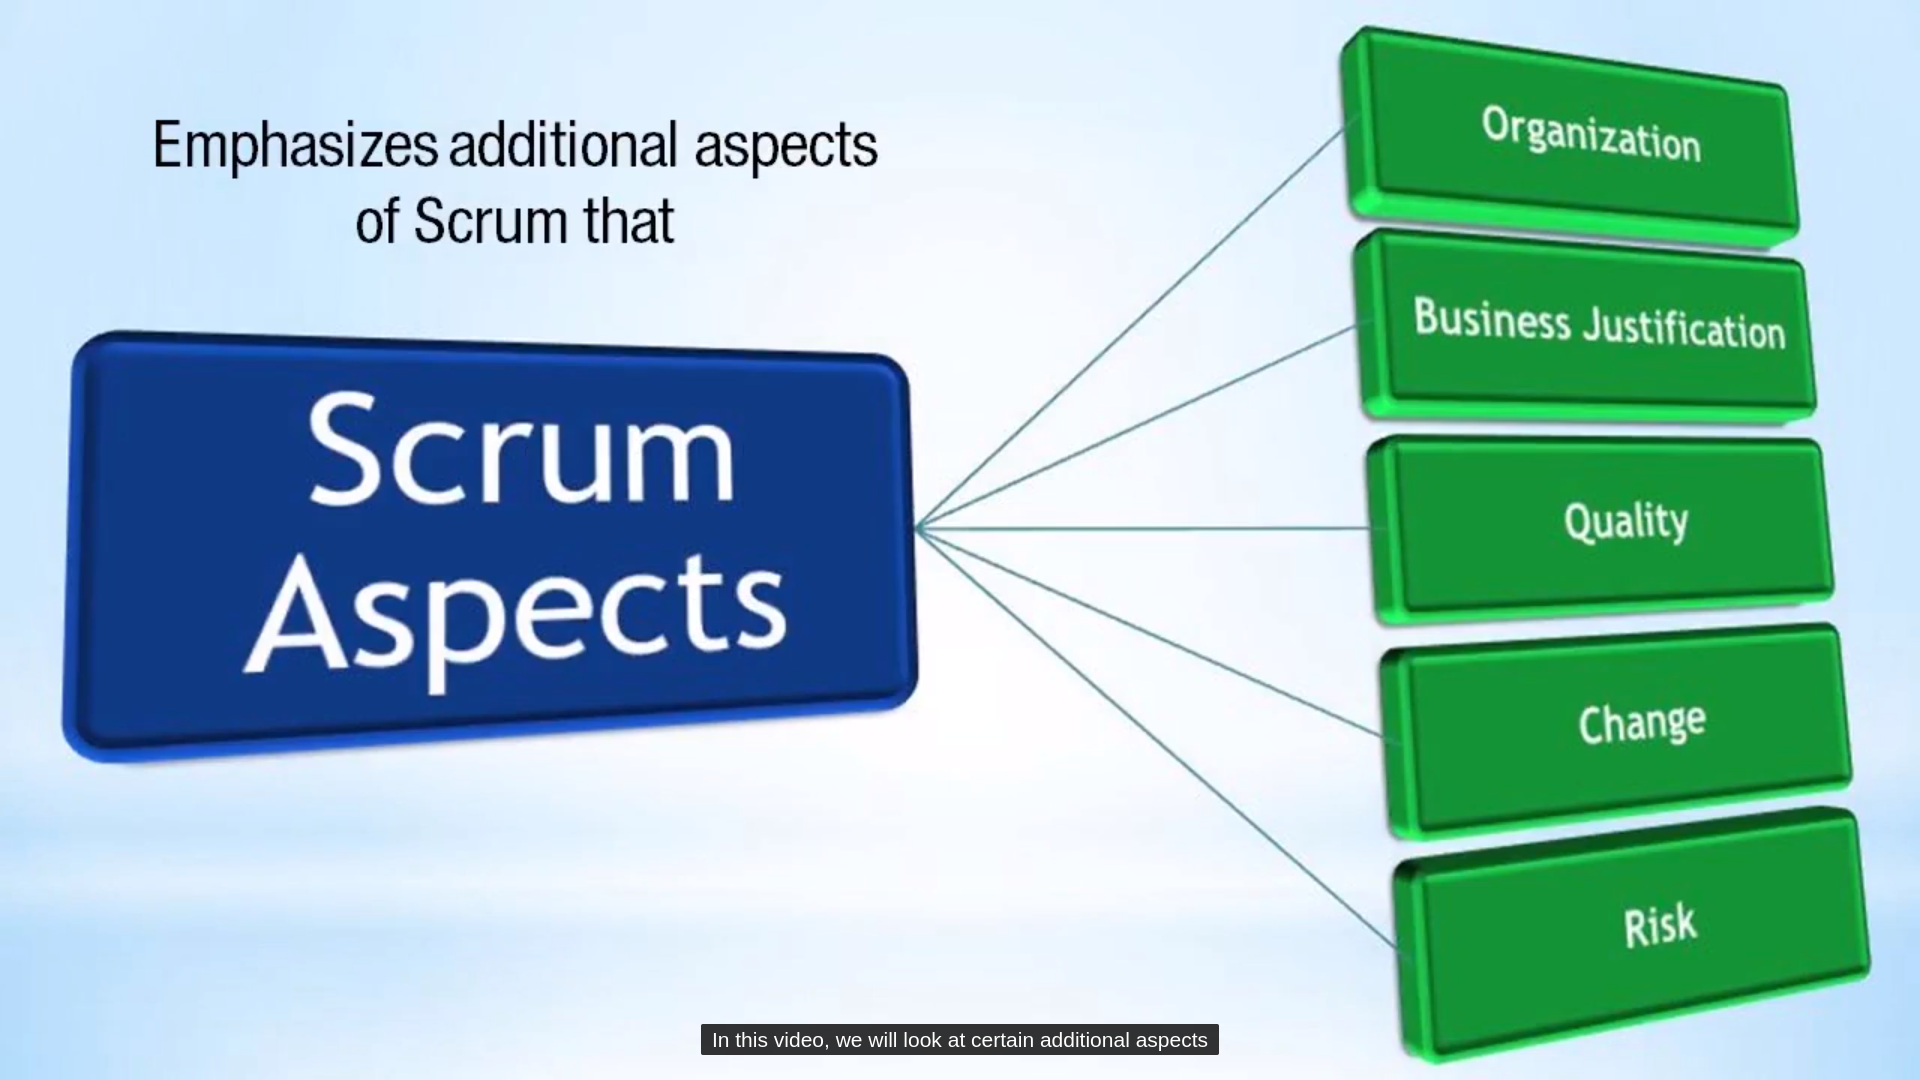 Emphasizes additional aspects
of Scrum that
Scrum
Aspects
Organization
Business Justification
Quality
Change
Risk
In this video, we will look at certain additional aspects